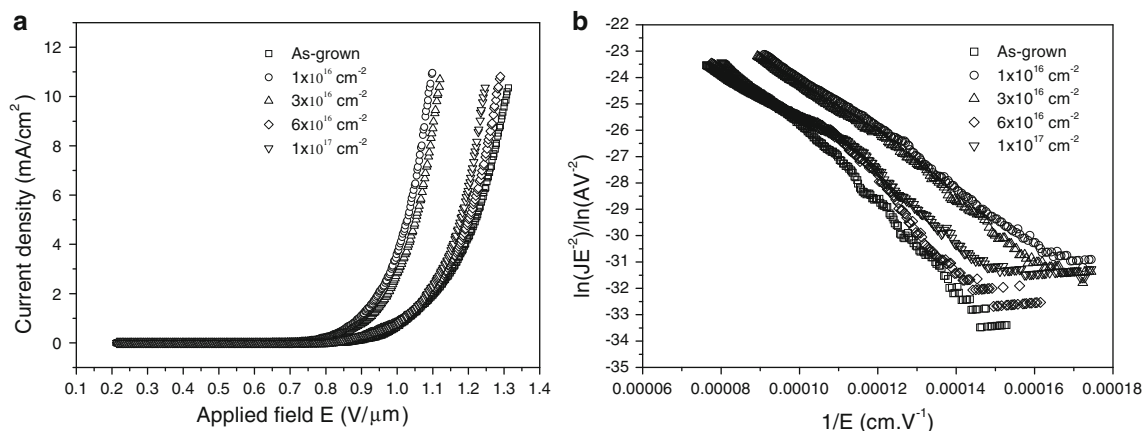 a
12
10
8
6
4
2
0
Current density (mA/cm²)
As-grown
1x10¹⁶ cm⁻²
3x10¹⁶ cm⁻²
6x10¹⁶ cm⁻²
1x10¹⁷ cm⁻²
0.1 0.2 0.3 0.4 0.5 0.6 0.7 0.8 0.9 1.0 1.1 1.2 1.3 1.4
Applied field E (V/μm)
b
-22
-23
-24
-25
-26
-27
-28
-29
-30
-31
-32
-33
-34
-35
ln(JE⁻²)/ln(AV⁻²)
As-grown
1x10¹⁶ cm⁻²
3x10¹⁶ cm⁻²
6x10¹⁶ cm⁻²
1x10¹⁷ cm⁻²
0.00006 0.00008 0.00010 0.00012 0.00014 0.00016 0.00018
1/E (cm.V⁻¹)